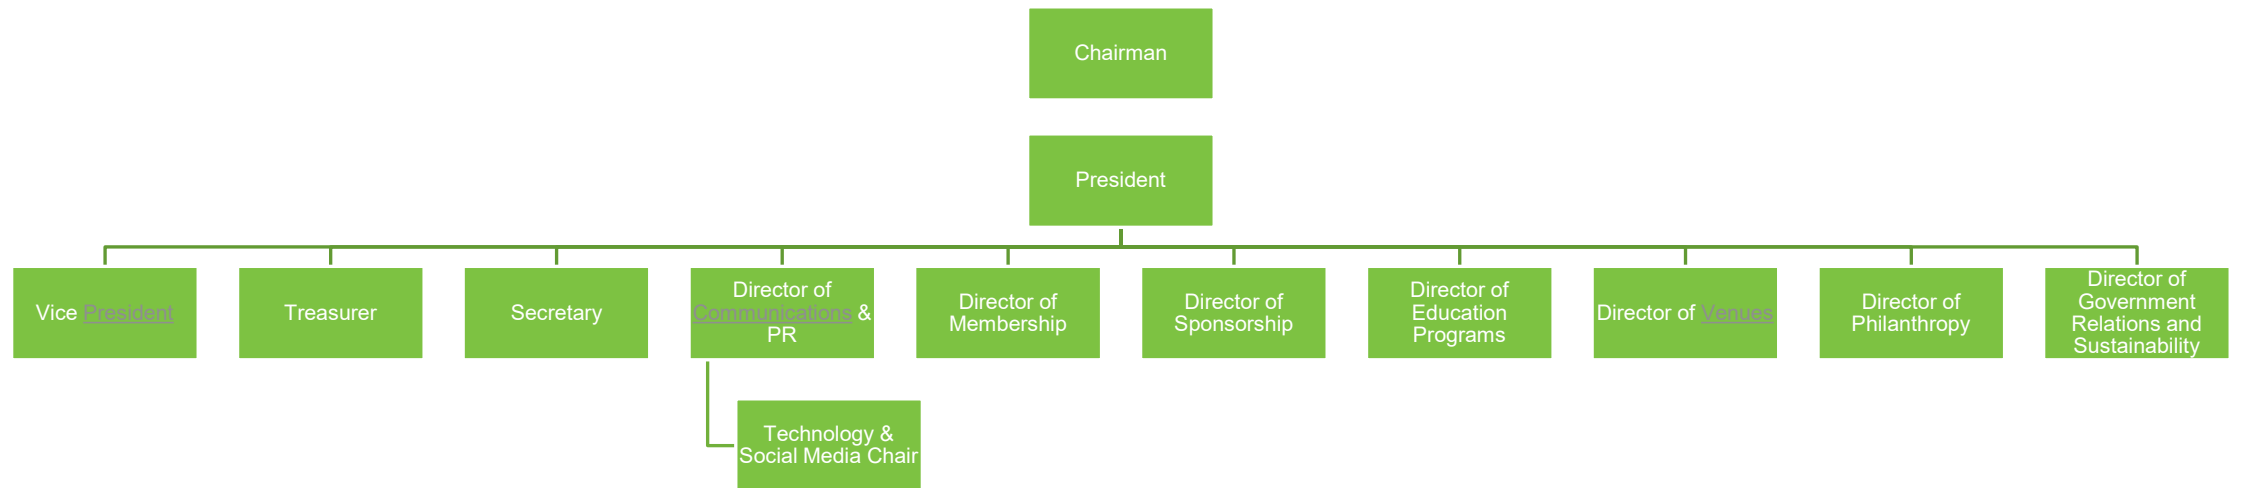 Chairman
President
Vice President
Treasurer
Secretary
Director of
Communications &
PR
Director of
Membership
Director of
Sponsorship
Director of
Education
Programs
Director of Venues
Director of
Philanthropy
Director of
Government
Relations and
Sustainability
Technology &
Social Media Chair